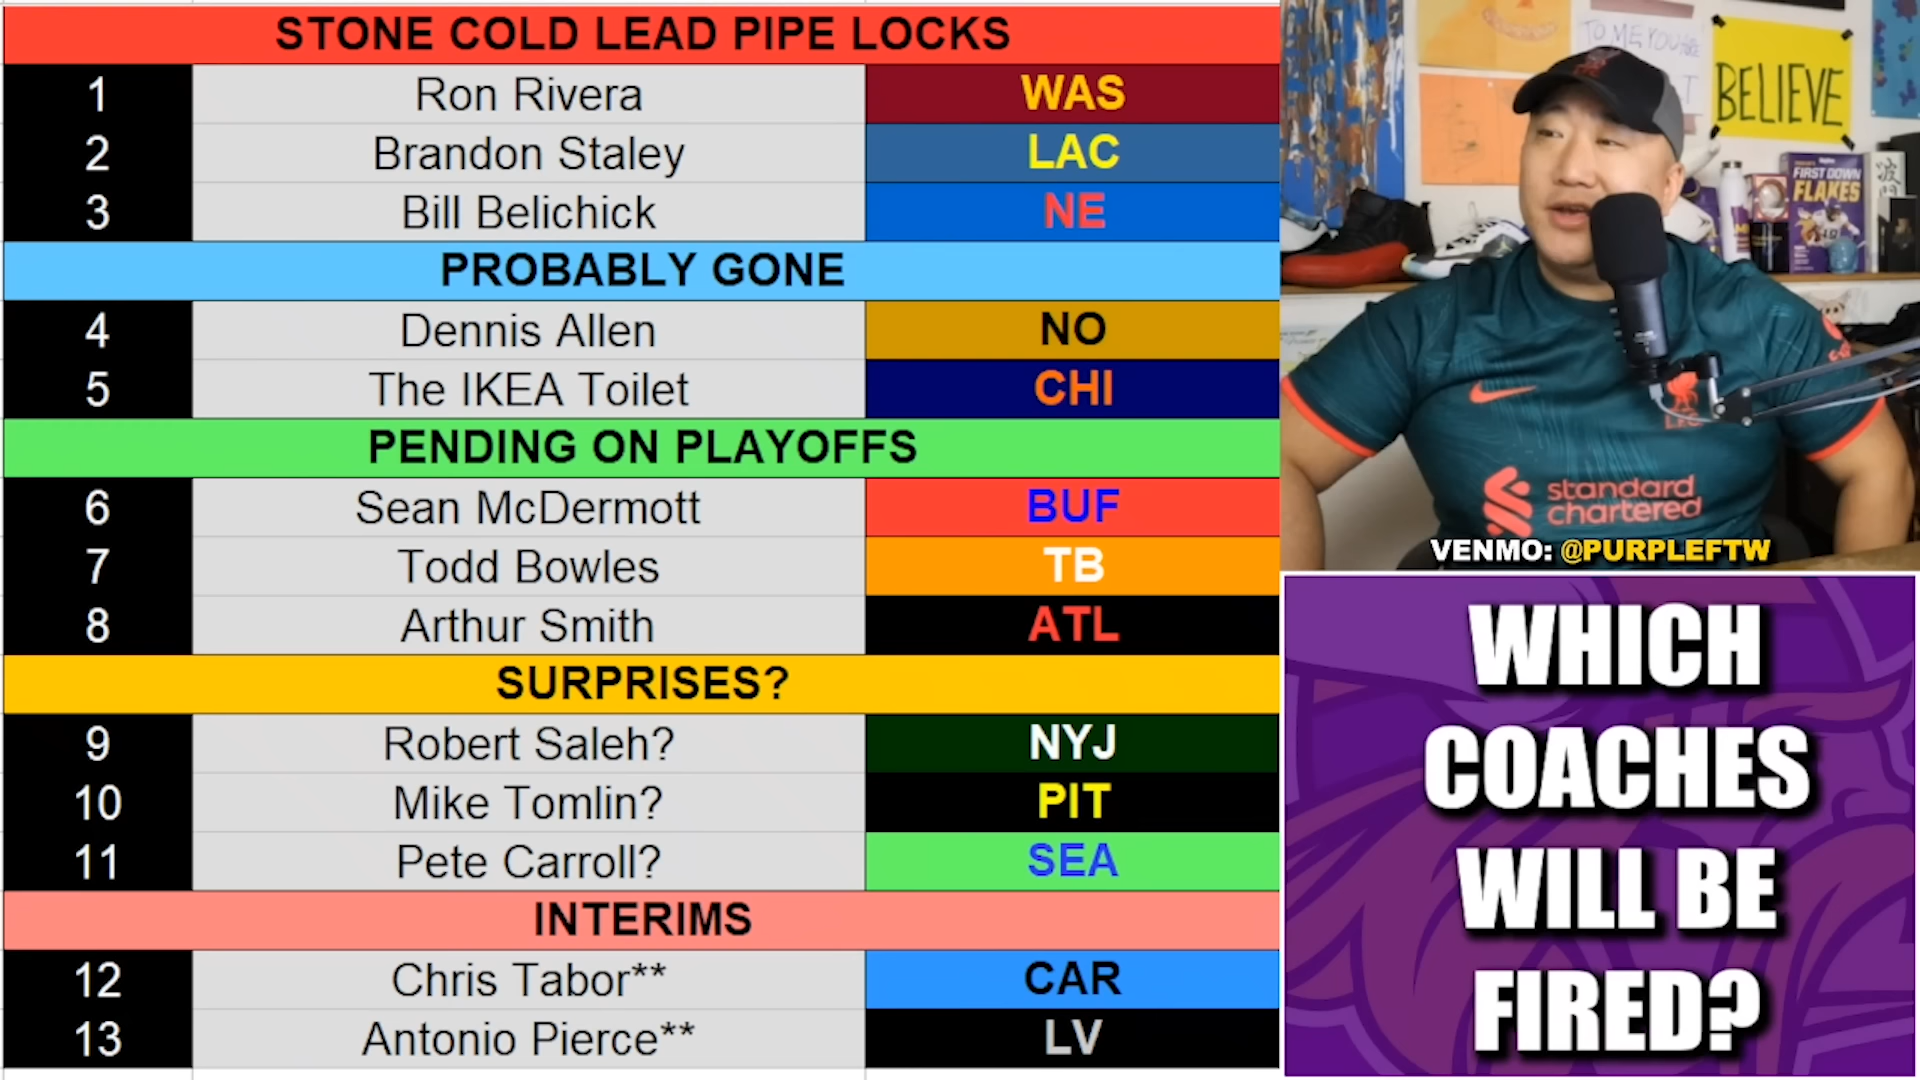 STONE COLD LEAD PIPE LOCKS
1 Ron Rivera WAS
2 Brandon Staley LAC
3 Bill Belichick NE
PROBABLY GONE
4 Dennis Allen NO
5 The IKEA Toilet CHI
PENDING ON PLAYOFFS
6 Sean McDermott BUF
7 Todd Bowles TB
8 Arthur Smith ATL
SURPRISES?
9 Robert Saleh? NYJ
10 Mike Tomlin? PIT
11 Pete Carroll? SEA
INTERIMS
12 Chris Tabor** CAR
13 Antonio Pierce** LV
TO ME YOU ARE
BELIEVE
FIRST DOWN
FLAKES
standard
chartered
VENMO: @PURPLEFTW
WHICH
COACHES
WILL BE
FIRED?